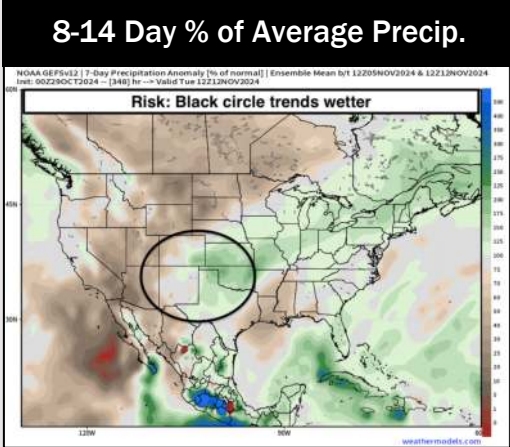 8-14 Day % of Average Precip.
NOAA GEFSv12 | 7-Day Precipitation Anomaly [% of normal] | Ensemble Mean b/t 12Z05NOV2024 & 12Z12NOV2024
Init: 00Z29OCT2024 -- [348] hr --> Valid Tue 12Z12NOV2024
Risk: Black circle trends wetter
45N
30N
120W
90W
weathermodels.com